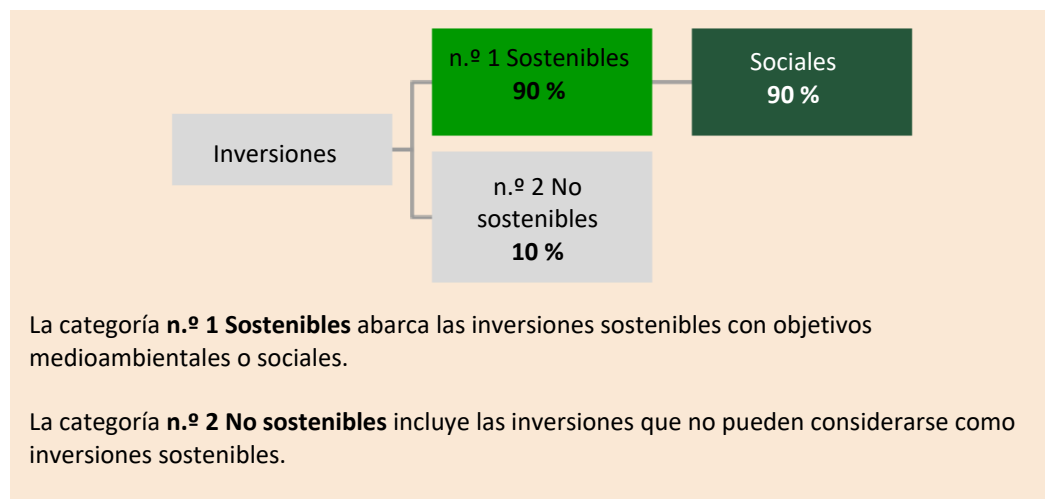 n.º 1 Sostenibles
90 %
Sociales
90 %
Inversiones
n.º 2 No
sostenibles
10 %
La categoría n.º 1 Sostenibles abarca las inversiones sostenibles con objetivos
medioambientales o sociales.
La categoría n.º 2 No sostenibles incluye las inversiones que no pueden considerarse como
inversiones sostenibles.